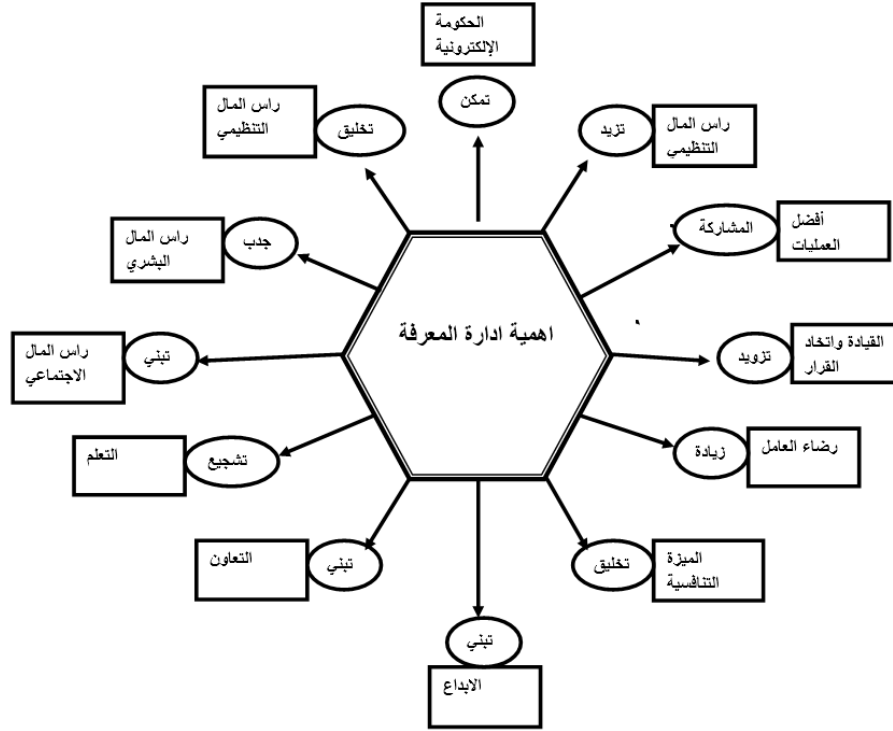 الحكومة
الإلكترونية
تمكن
راس المال
التنظيمي
تزيد
أفضل
العمليات
المشاركة
القيادة واتخاد
القرار
تزويد
رضاء العامل
زيادة
الميزة
التنافسية
تخليق
تبني
الابداع
تبني
التعاون
تشجيع
التعلم
تبني
راس المال
الاجتماعي
جدب
راس المال
البشري
تخليق
راس المال
التنظيمي
اهمية ادارة المعرفة